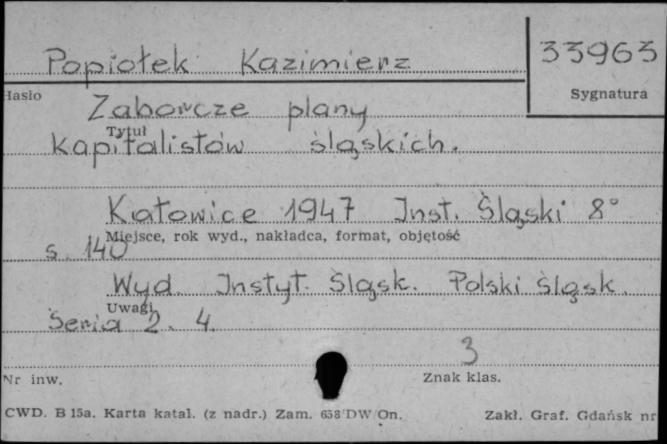 Popiołek Kazimierz 33963
Hasło Sygnatura
Zaborcze plany
Tytuł
kapitalistów śląskich.
Katowice 1947 Inst. Śląski 8°
Miejsce, rok wyd., nakładca, format, objętość
s. 140
Wyd. Instyt. Śląsk. Polski Śląsk.
Uwagi
Seria 2. 4.
3
Nr inw. Znak klas.
CWD. B 15a. Karta katal. (z nadr.) Zam. 658/DW/On. Zakł. Graf. Gdańsk nr